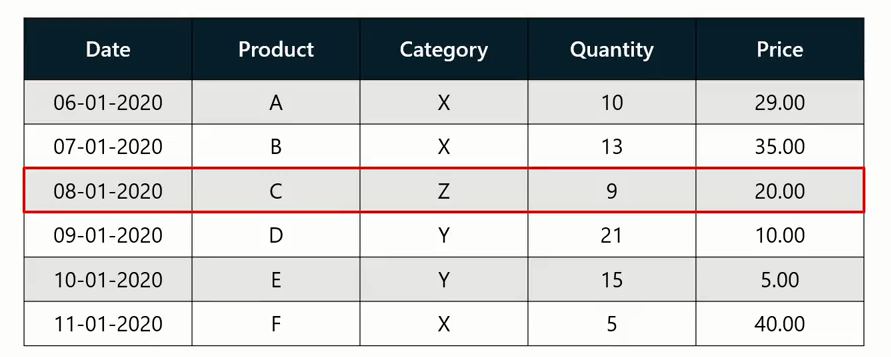 Date Product Category Quantity Price
06-01-2020 A X 10 29.00
07-01-2020 B X 13 35.00
08-01-2020 C Z 9 20.00
09-01-2020 D Y 21 10.00
10-01-2020 E Y 15 5.00
11-01-2020 F X 5 40.00